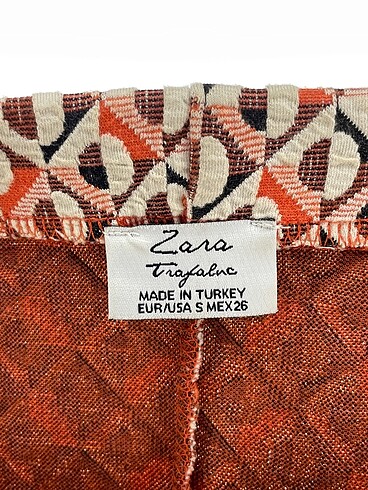 Zara
Trafaluc
MADE IN TURKEY
EUR/USA S MEX26